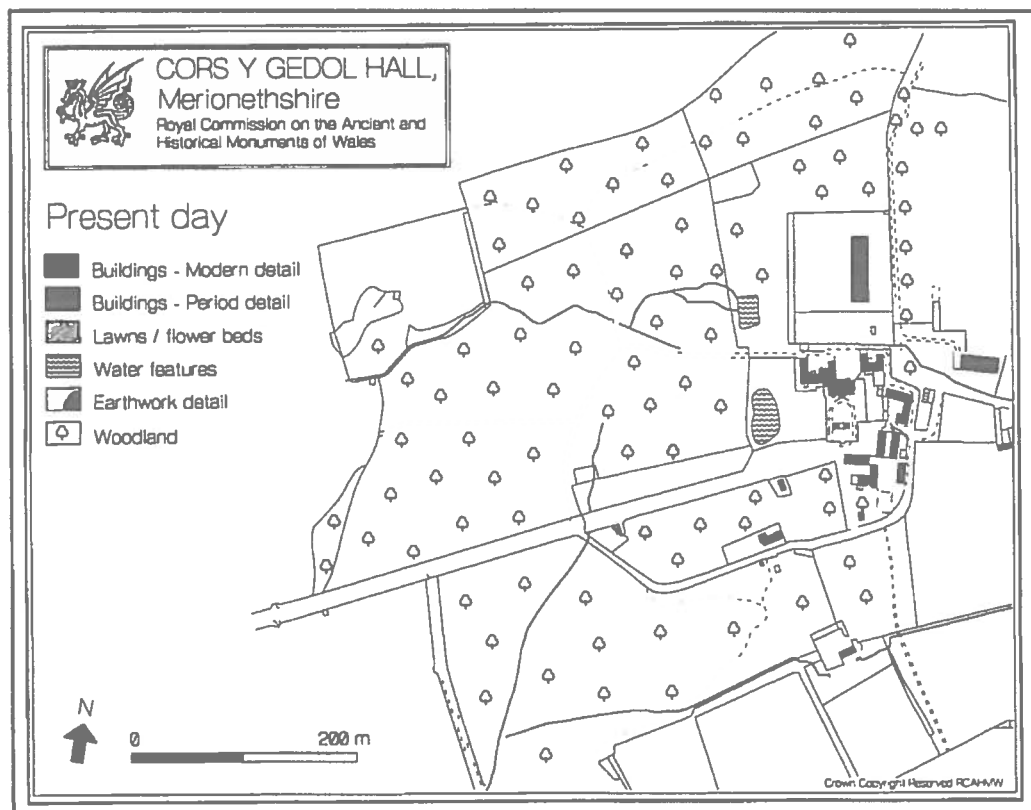 CORS Y GEDOL HALL,
Merionethshire
Royal Commission on the Ancient and
Historical Monuments of Wales
Present day
Buildings - Modern detail
Buildings - Period detail
Lawns / flower beds
Water features
Earthwork detail
Woodland
N
0 200 m
Crown Copyright Reserved RCAHMW